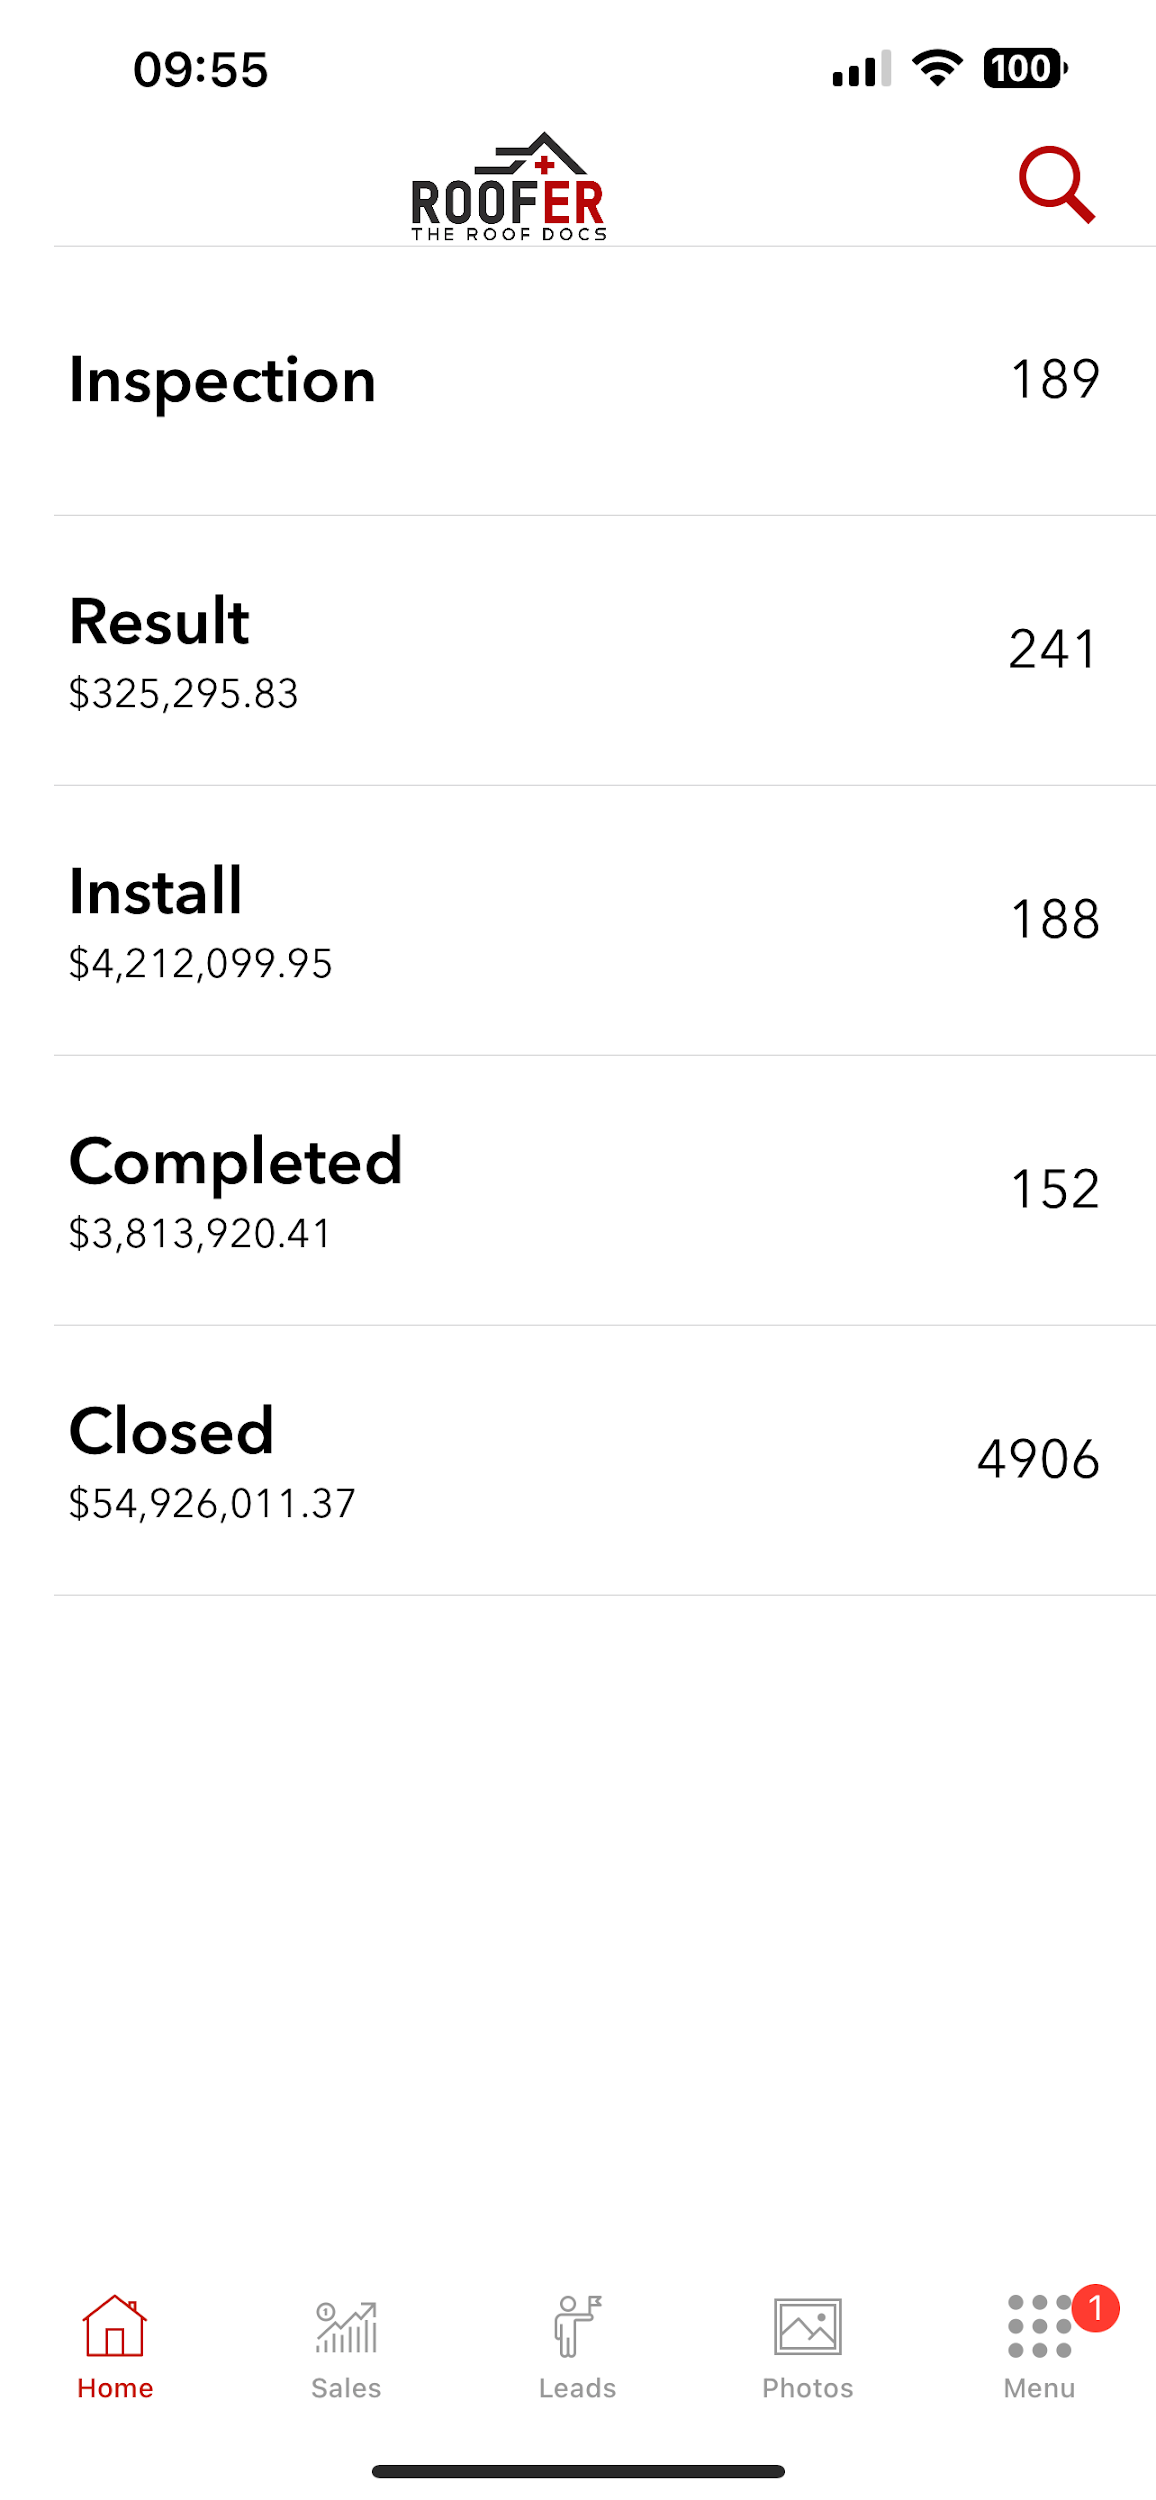 09:55
100
ROOFER
THE ROOF DOCS
Inspection
189
Result
$325,295.83
241
Install
$4,212,099.95
188
Completed
$3,813,920.41
152
Closed
$54,926,011.37
4906
1
1
Home
Sales
Leads
Photos
Menu